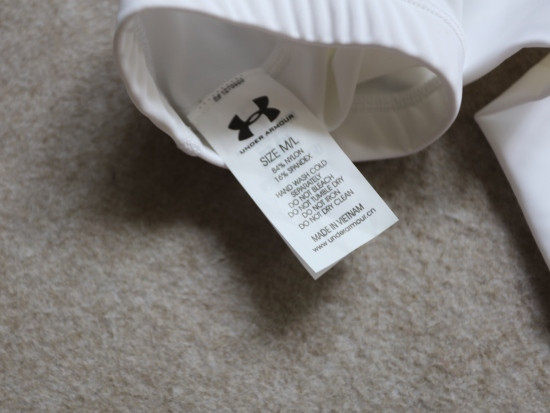 UNDER ARMOUR
SIZE M/L
84% NYLON
16% SPANDEX
HAND WASH COLD
SEPARATELY
DO NOT BLEACH
DO NOT TUMBLE DRY
DO NOT IRON
DO NOT DRY CLEAN
MADE IN VIETNAM
www.underarmour.cn